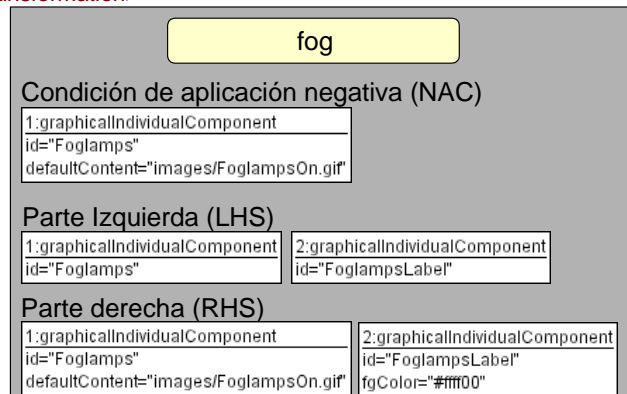 fog
Condición de aplicación negativa (NAC)
1:graphicalIndividualComponent
id="Foglamps"
defaultContent="images/FoglampsOn.gif"
Parte Izquierda (LHS)
1:graphicalIndividualComponent
id="Foglamps"
2:graphicalIndividualComponent
id="FoglampsLabel"
Parte derecha (RHS)
1:graphicalIndividualComponent
id="Foglamps"
defaultContent="images/FoglampsOn.gif"
2:graphicalIndividualComponent
id="FoglampsLabel"
fgColor="#ffff00"